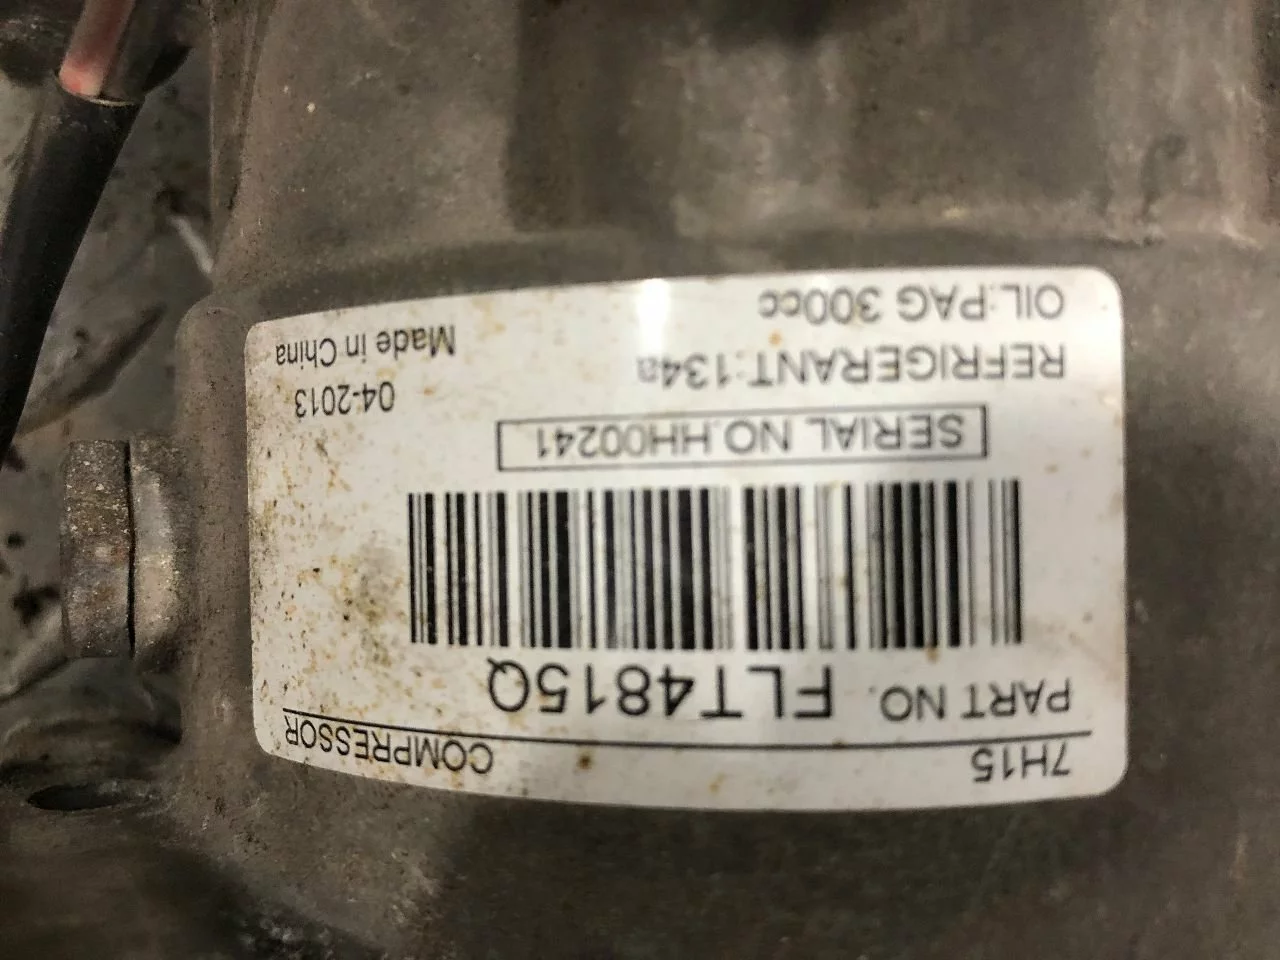 7H15 COMPRESSOR
PART NO. FLT4815Q
SERIAL NO.HH00241
04-2013
REFRIGERANT:134a
Made in China
OIL:PAG 300cc